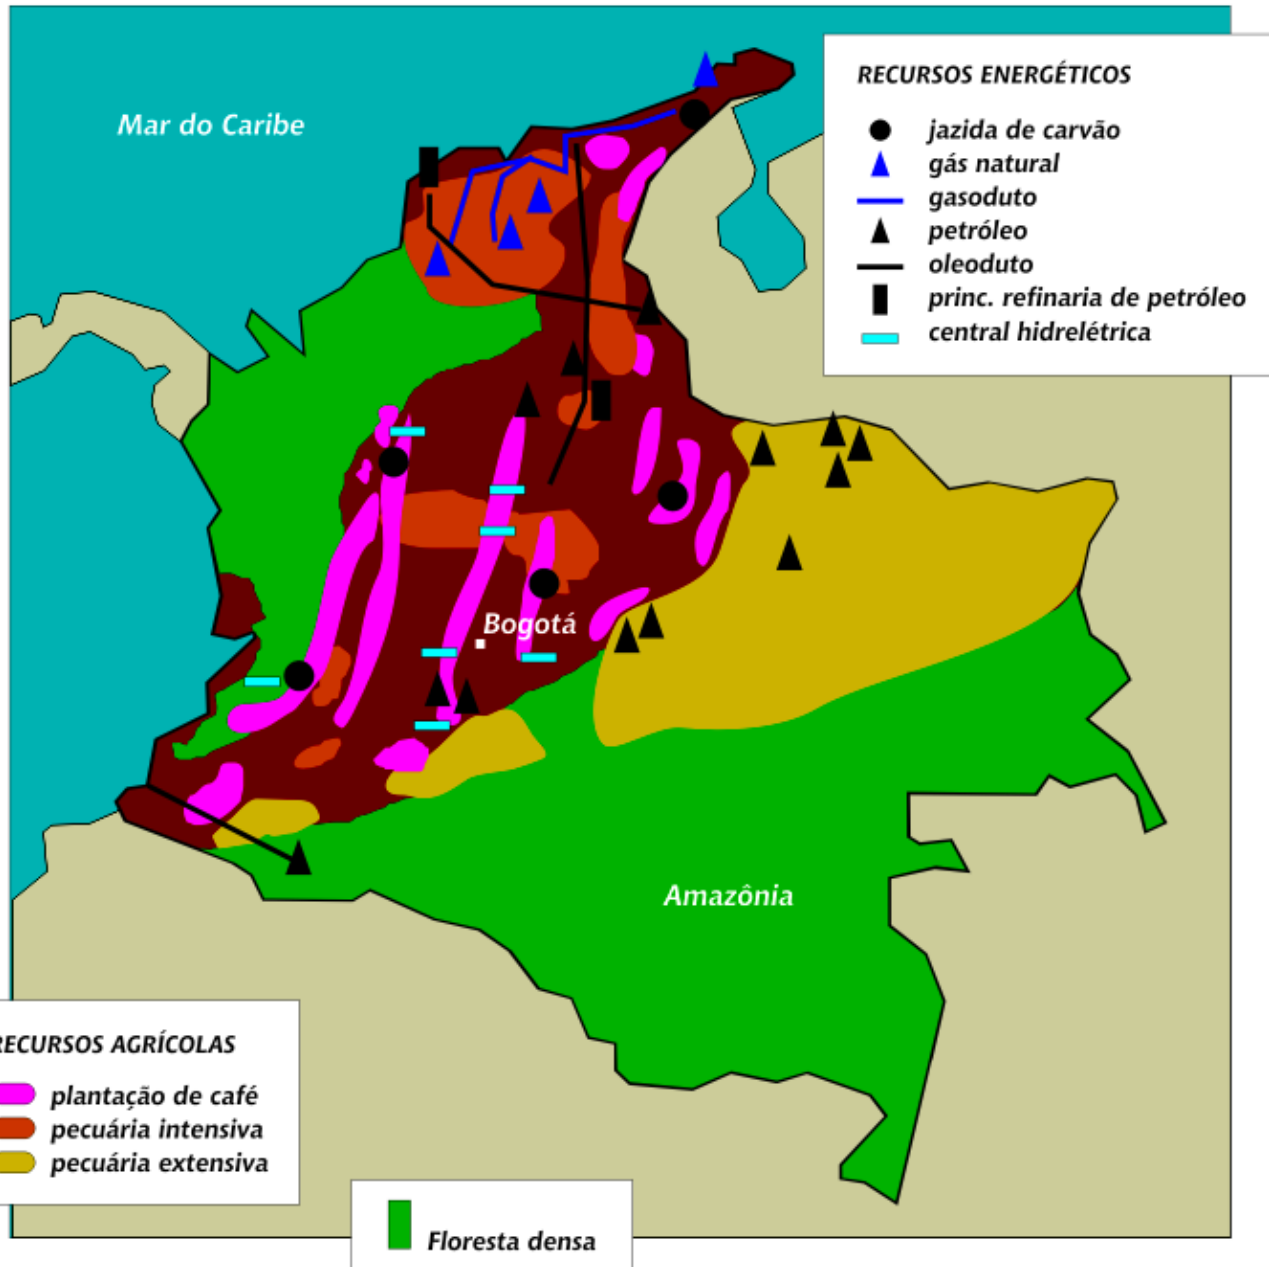 Mar do Caribe
RECURSOS ENERGÉTICOS
jazida de carvão
gás natural
gasoduto
petróleo
oleoduto
princ. refinaria de petróleo
central hidrelétrica
Bogotá
Amazônia
RECURSOS AGRÍCOLAS
plantação de café
pecuária intensiva
pecuária extensiva
Floresta densa